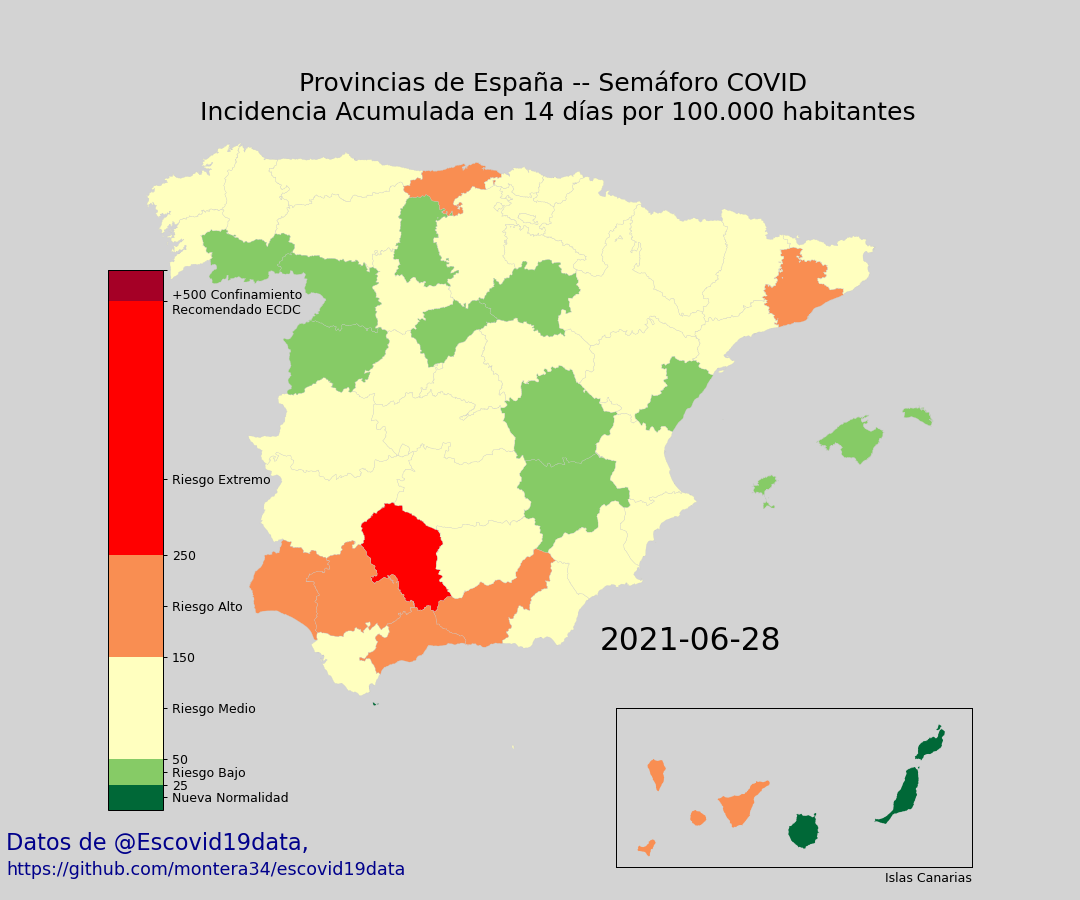 Provincias de España -- Semáforo COVID
Incidencia Acumulada en 14 días por 100.000 habitantes
+500 Confinamiento
Recomendado ECDC
Riesgo Extremo
250
Riesgo Alto
150
Riesgo Medio
50
Riesgo Bajo
25
Nueva Normalidad
2021-06-28
Islas Canarias
Datos de @Escovid19data,
https://github.com/montera34/escovid19data